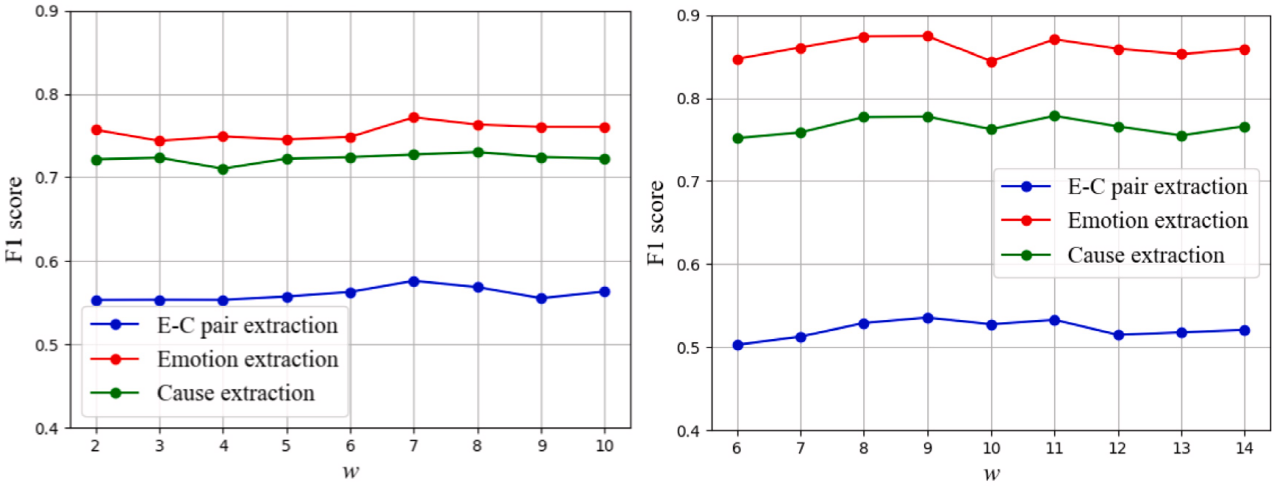 0.9
0.8
0.7
0.6
0.5
0.4
F1 score
E-C pair extraction
Emotion extraction
Cause extraction
2 3 4 5 6 7 8 9 10
w
0.9
0.8
0.7
0.6
0.5
0.4
F1 score
E-C pair extraction
Emotion extraction
Cause extraction
6 7 8 9 10 11 12 13 14
w